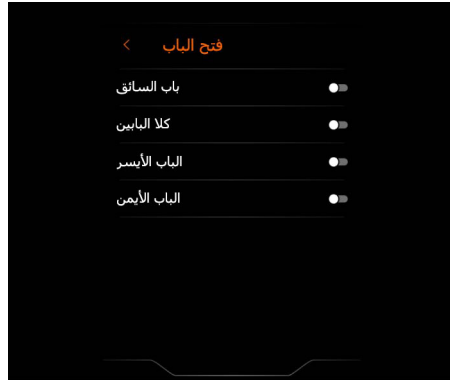 فتح الباب
باب السائق
كلا البابين
الباب الأيسر
الباب الأيمن